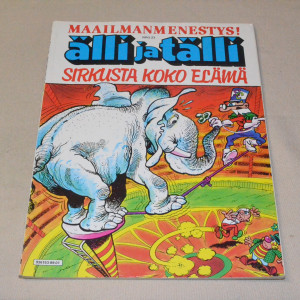 MAAILMANMENESTYS!
älli ja tälli
SIRKUSTA KOKO ELÄMÄ